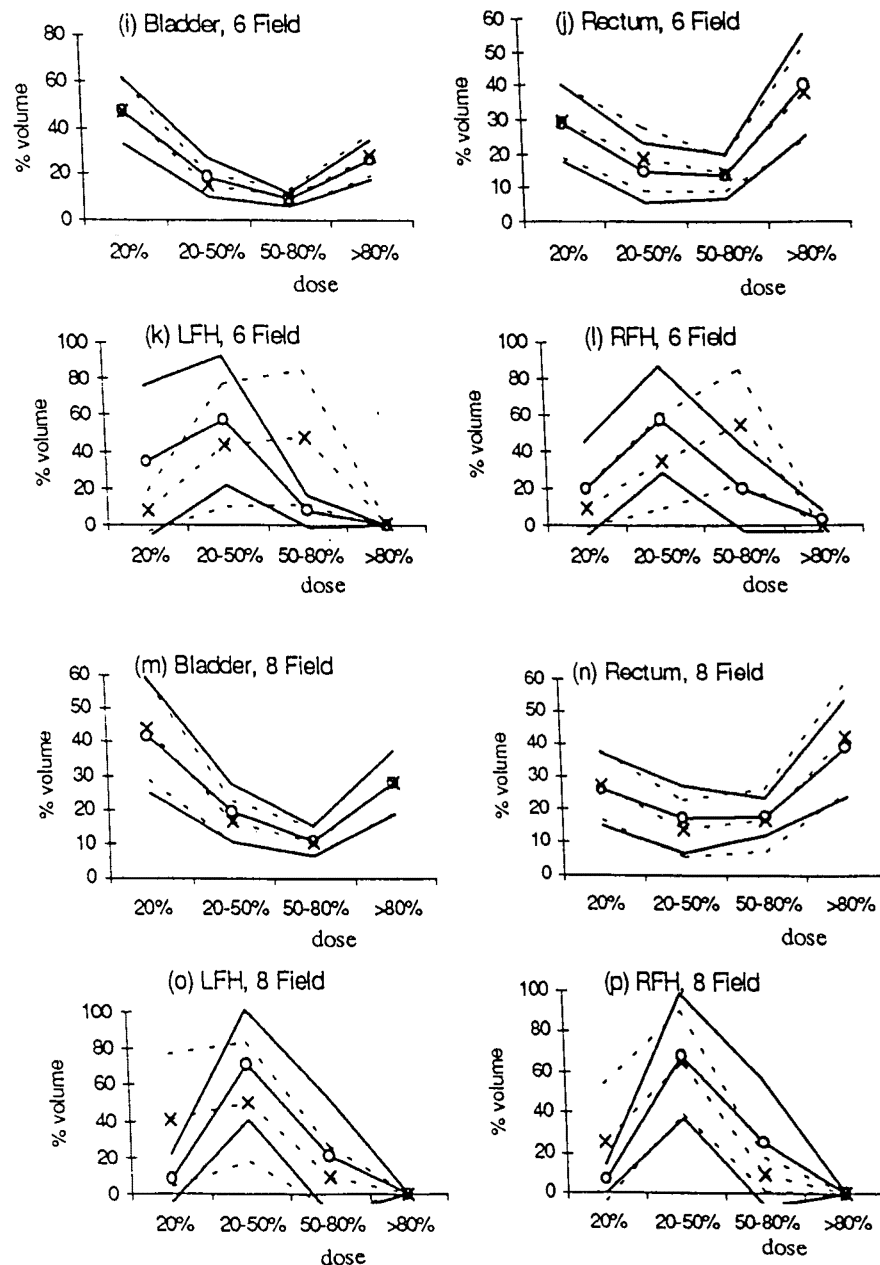 (i) Bladder, 6 Field
80
60
40
20
0
% volume
20% 20-50% 50-80% >80%
dose
(j) Rectum, 6 Field
60
50
40
30
20
10
0
% volume
20% 20-50% 50-80% >80%
dose
(k) LFH, 6 Field
100
80
60
40
20
0
% volume
20% 20-50% 50-80% >80%
dose
(l) RFH, 6 Field
100
80
60
40
20
0
% volume
20% 20-50% 50-80% >80%
dose
(m) Bladder, 8 Field
60
50
40
30
20
10
0
% volume
20% 20-50% 50-80% >80%
dose
(n) Rectum, 8 Field
60
50
40
30
20
10
0
% volume
20% 20-50% 50-80% >80%
dose
(o) LFH, 8 Field
100
80
60
40
20
0
% volume
20% 20-50% 50-80% >80%
dose
(p) RFH, 8 Field
100
80
60
40
20
0
% volume
20% 20-50% 50-80% >80%
dose